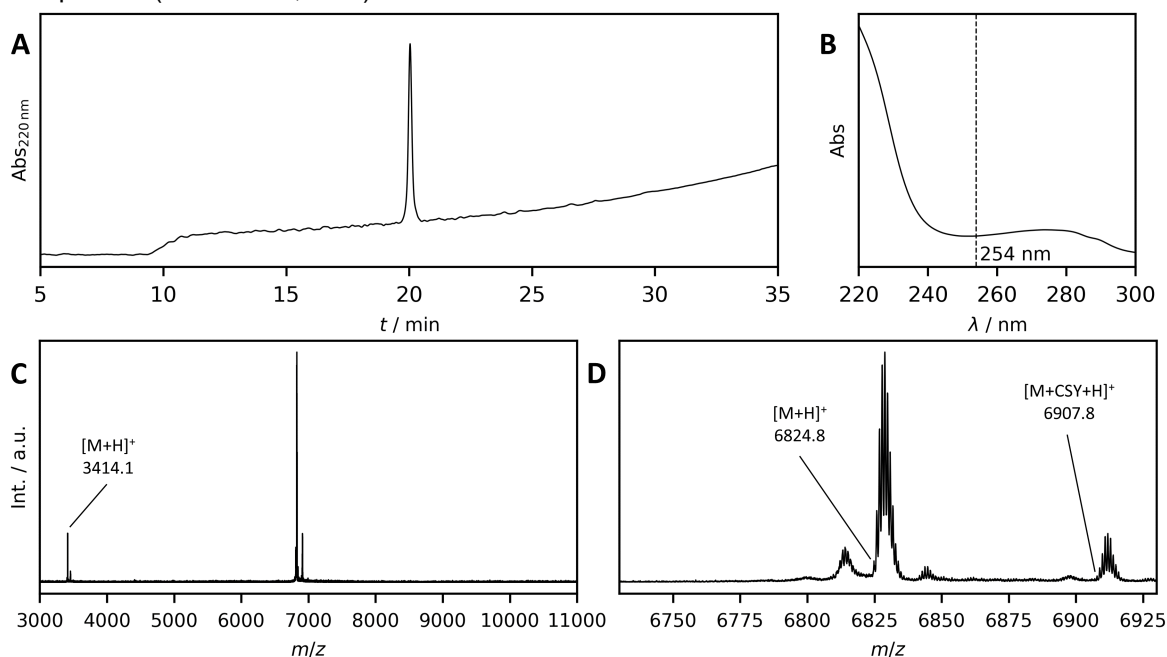 A
Abs220 nm
5 10 15 20 25 30 35
t / min
B
Abs
254 nm
220 240 260 280 300
λ / nm
C
Int. / a.u.
[M+H]+
3414.1
3000 4000 5000 6000 7000 8000 9000 10000 11000
m/z
D
[M+H]+
6824.8
[M+CSY+H]+
6907.8
6750 6775 6800 6825 6850 6875 6900 6925
m/z